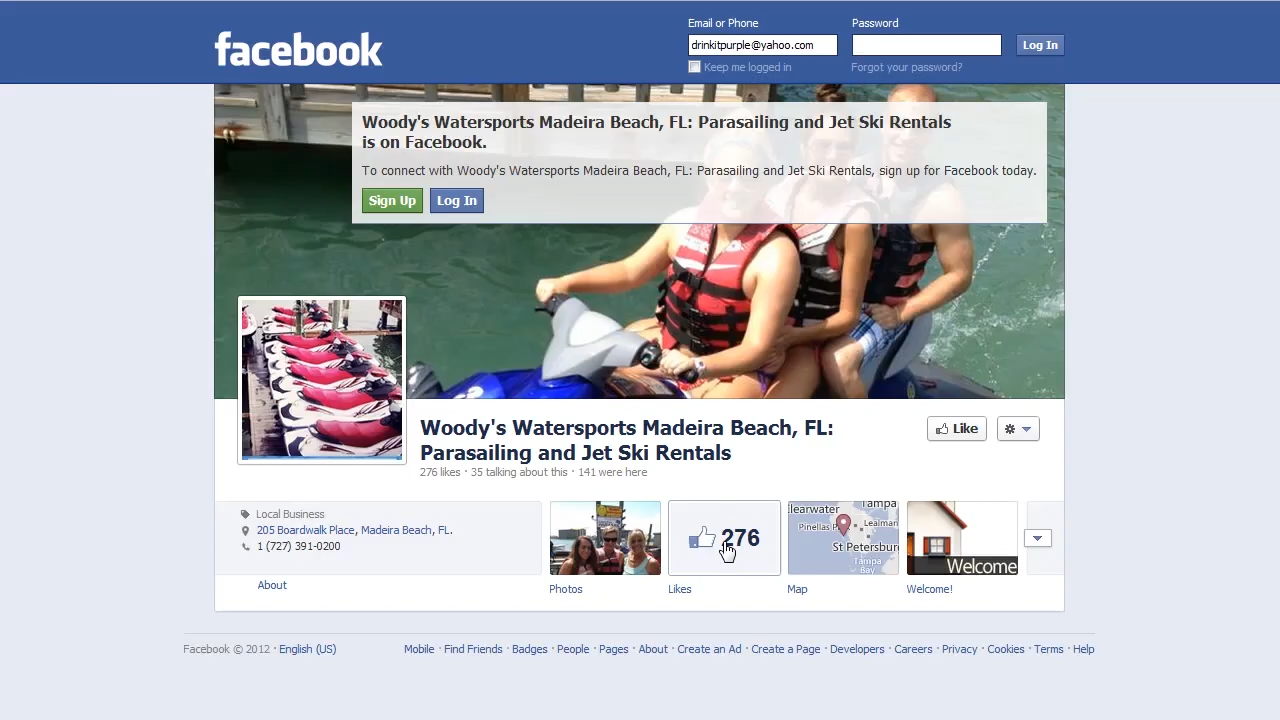 facebook
Email or Phone
Password
drinkitpurple@yahoo.com
Log In
Keep me logged in
Forgot your password?
Woody's Watersports Madeira Beach, FL: Parasailing and Jet Ski Rentals
is on Facebook.
To connect with Woody's Watersports Madeira Beach, FL: Parasailing and Jet Ski Rentals, sign up for Facebook today.
Sign Up
Log In
Woody's Watersports Madeira Beach, FL:
Parasailing and Jet Ski Rentals
276 likes · 35 talking about this · 141 were here
Like
Local Business
205 Boardwalk Place, Madeira Beach, FL.
1 (727) 391-0200
About
Photos
276
Likes
Clearwater
Tampa
Pinellas P
Lealman
St Petersburg
Tampa
Bay
Map
Welcome
Welcome!
Facebook © 2012 · English (US)
Mobile · Find Friends · Badges · People · Pages · About · Create an Ad · Create a Page · Developers · Careers · Privacy · Cookies · Terms · Help